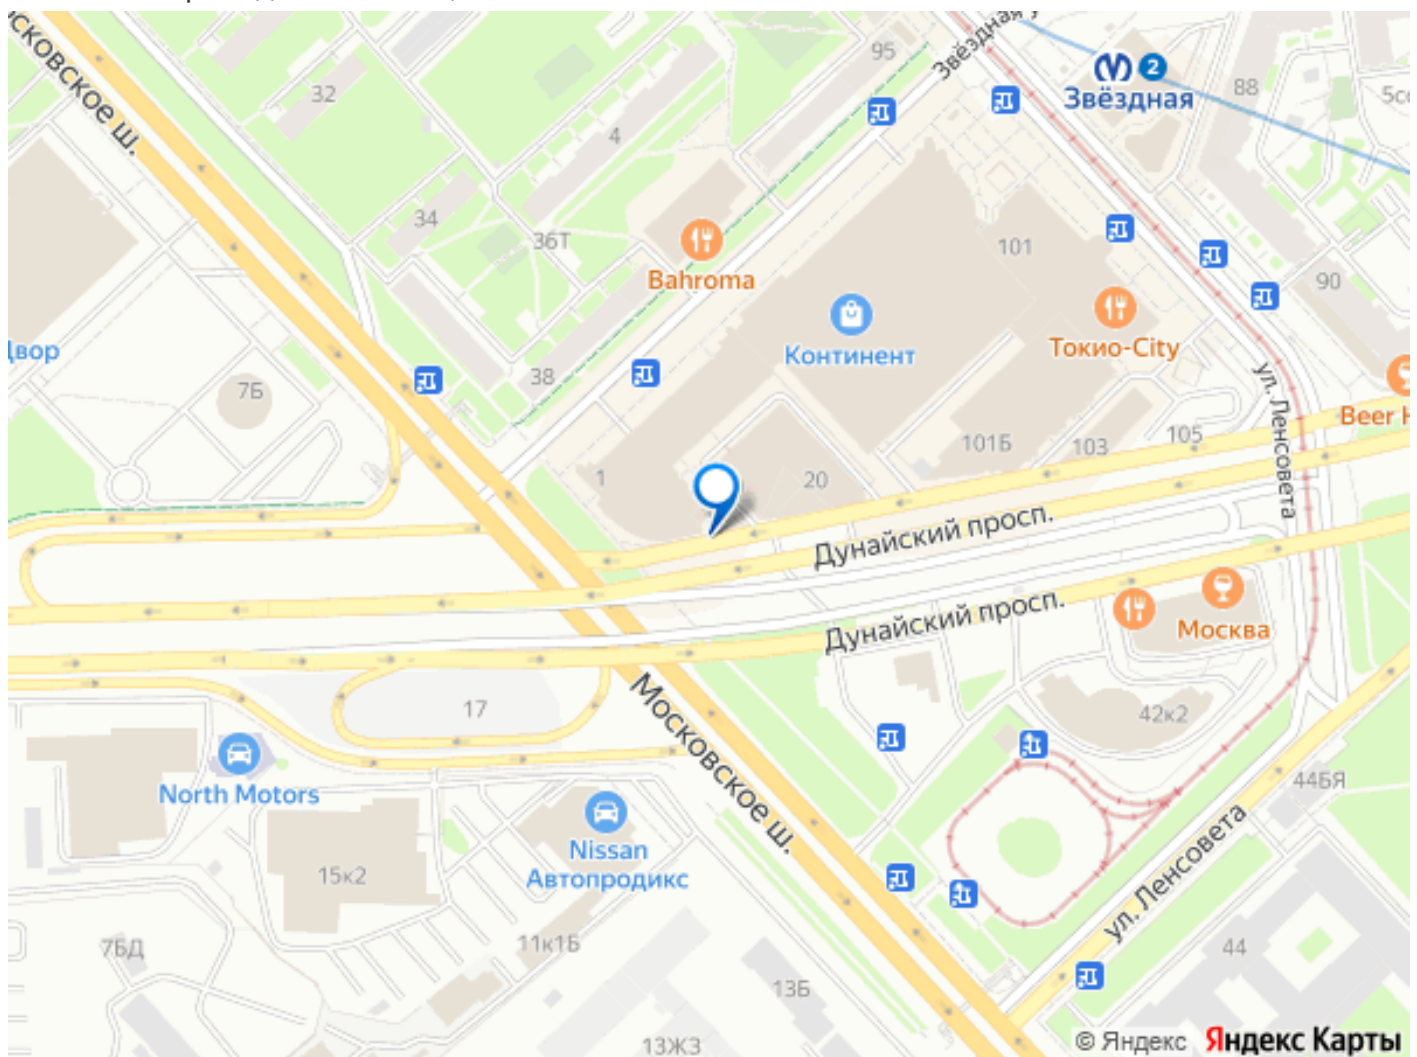 сковское ш.
32
95
Звёздная у
2
Звёздная
88
5сс
4
34
36Т
Bahroma
101
Континент
Токио-City
90
Двор
7Б
38
ул. Ленсовета
Beer H
1
20
101Б
103
105
Дунайский просп.
Дунайский просп.
Москва
17
Московское ш.
42к2
North Motors
44БЯ
Nissan
Автопродикс
15к2
ул. Ленсовета
7БД
11к1Б
44
13Б
13Ж3
© Яндекс Яндекс Карты